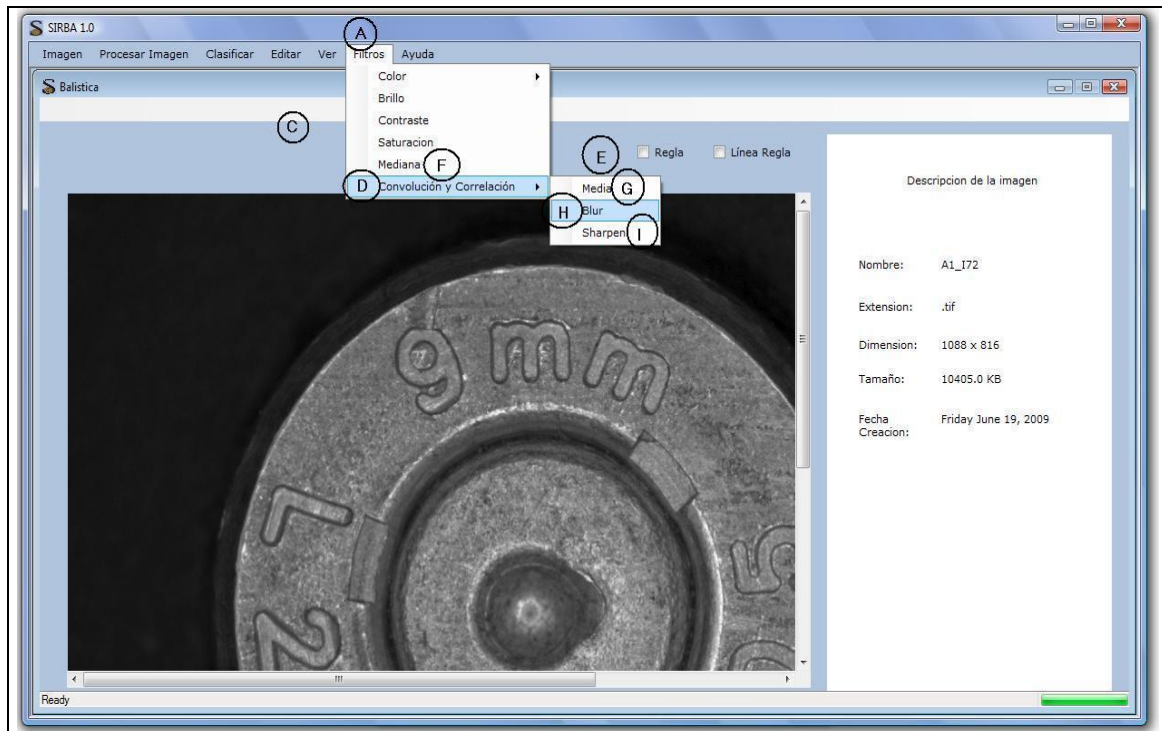 SIRBA 1.0
A
Imagen Procesar Imagen Clasificar Editar Ver Filtros Ayuda
Balistica
Color
Brillo
Contraste
Saturacion
Mediana F
D Convolución y Correlación
C
E
Regla Línea Regla
Media G
H Blur
Sharpen I
Descripcion de la imagen
Nombre: A1_I72
Extension: .tif
Dimension: 1088 x 816
Tamaño: 10405.0 KB
Fecha Creacion: Friday June 19, 2009
9mm
L
2
5
Ready